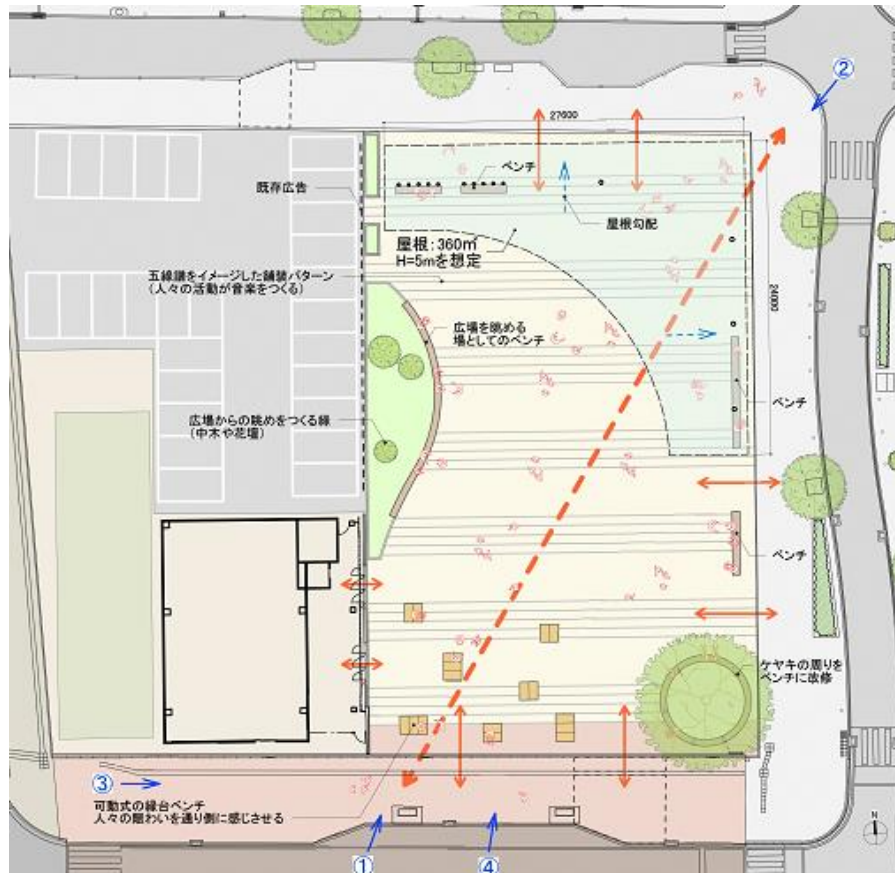 ②
27600
ベンチ
既存広告
屋根勾配
屋根：360㎡
H=5mを想定
五線譜をイメージした舗装パターン
（人々の活動が音楽をつくる）
24000
広場を眺める
場としてのベンチ
ベンチ
広場からの眺めをつくる緑
（中木や花壇）
ベンチ
ケヤキの周りを
ベンチに改修
③
可動式の縁台ベンチ
人々の賑わいを通り側に感じさせる
N
①
④